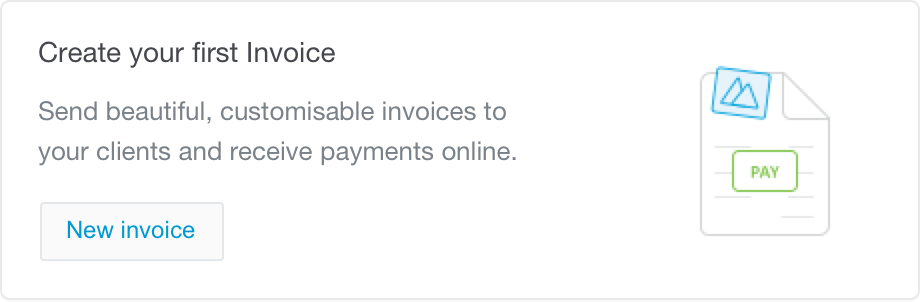 Create your first Invoice
Send beautiful, customisable invoices to
your clients and receive payments online.
PAY
New invoice